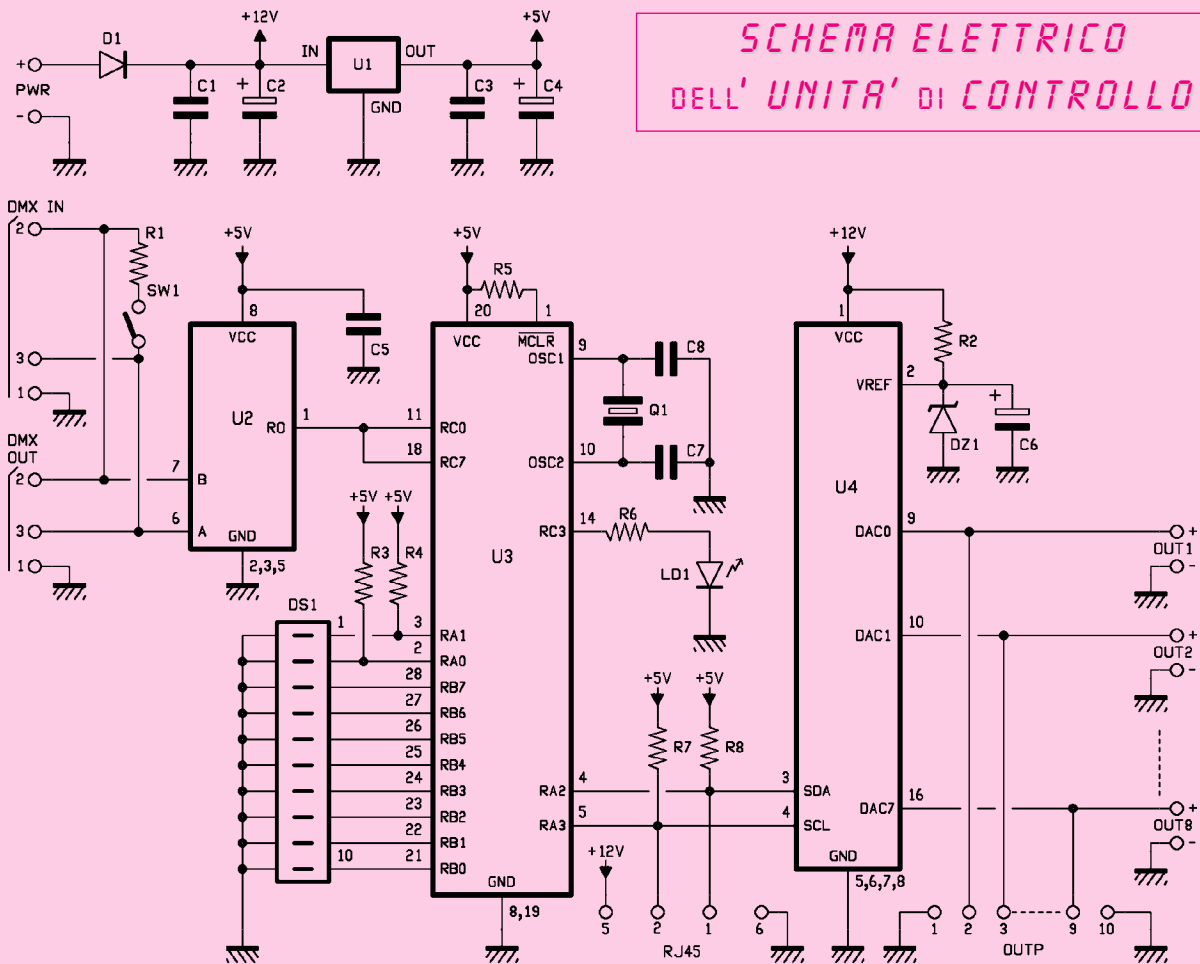 SCHEMA ELETTRICO
DELL' UNITA' DI CONTROLLO
+12V
+5V
D1
IN
U1
OUT
GND
+
PWR
-
C1
+
C2
C3
+
C4
DMX IN
2
R1
SW1
3
1
DMX
OUT
2
3
1
+5V
8
VCC
C5
U2
RO
1
7
B
6
A
GND
2,3,5
+5V
R5
20
1
VCC
MCLR
OSC1
9
C8
Q1
OSC2
10
C7
11
RC0
18
RC7
+5V
+5V
R3
R4
U3
RC3
14
R6
LD1
DS1
1
3
RA1
2
RA0
28
RB7
27
RB6
26
RB5
25
RB4
24
RB3
23
RB2
22
RB1
10
21
RB0
GND
8,19
RA2
4
RA3
5
+5V
+5V
R7
R8
+12V
5
2
1
6
RJ45
+12V
1
VCC
R2
VREF
2
+
DZ1
C6
U4
DAC0
9
+
OUT1
-
DAC1
10
+
OUT2
-
3
SDA
4
SCL
DAC7
16
+
OUT8
-
GND
5,6,7,8
1
2
3
9
10
OUTP